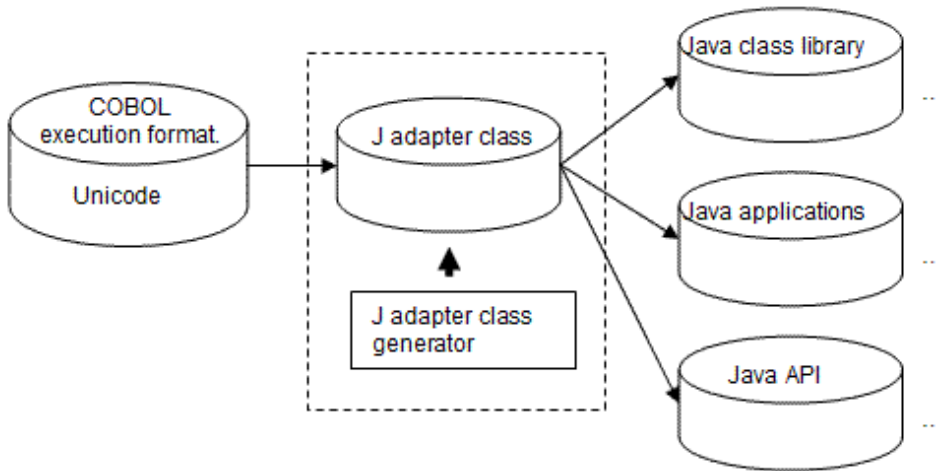 COBOL
execution format.
Unicode
J adapter class
J adapter class
generator
Java class library
..
Java applications
..
Java API
..